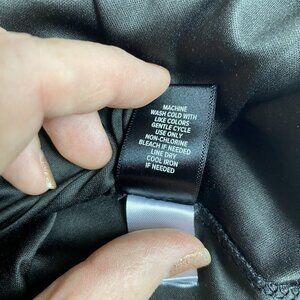 MACHINE
WASH COLD WITH
LIKE COLORS
GENTLE CYCLE
USE ONLY
NON-CHLORINE
BLEACH IF NEEDED
LINE DRY
COOL IRON
IF NEEDED